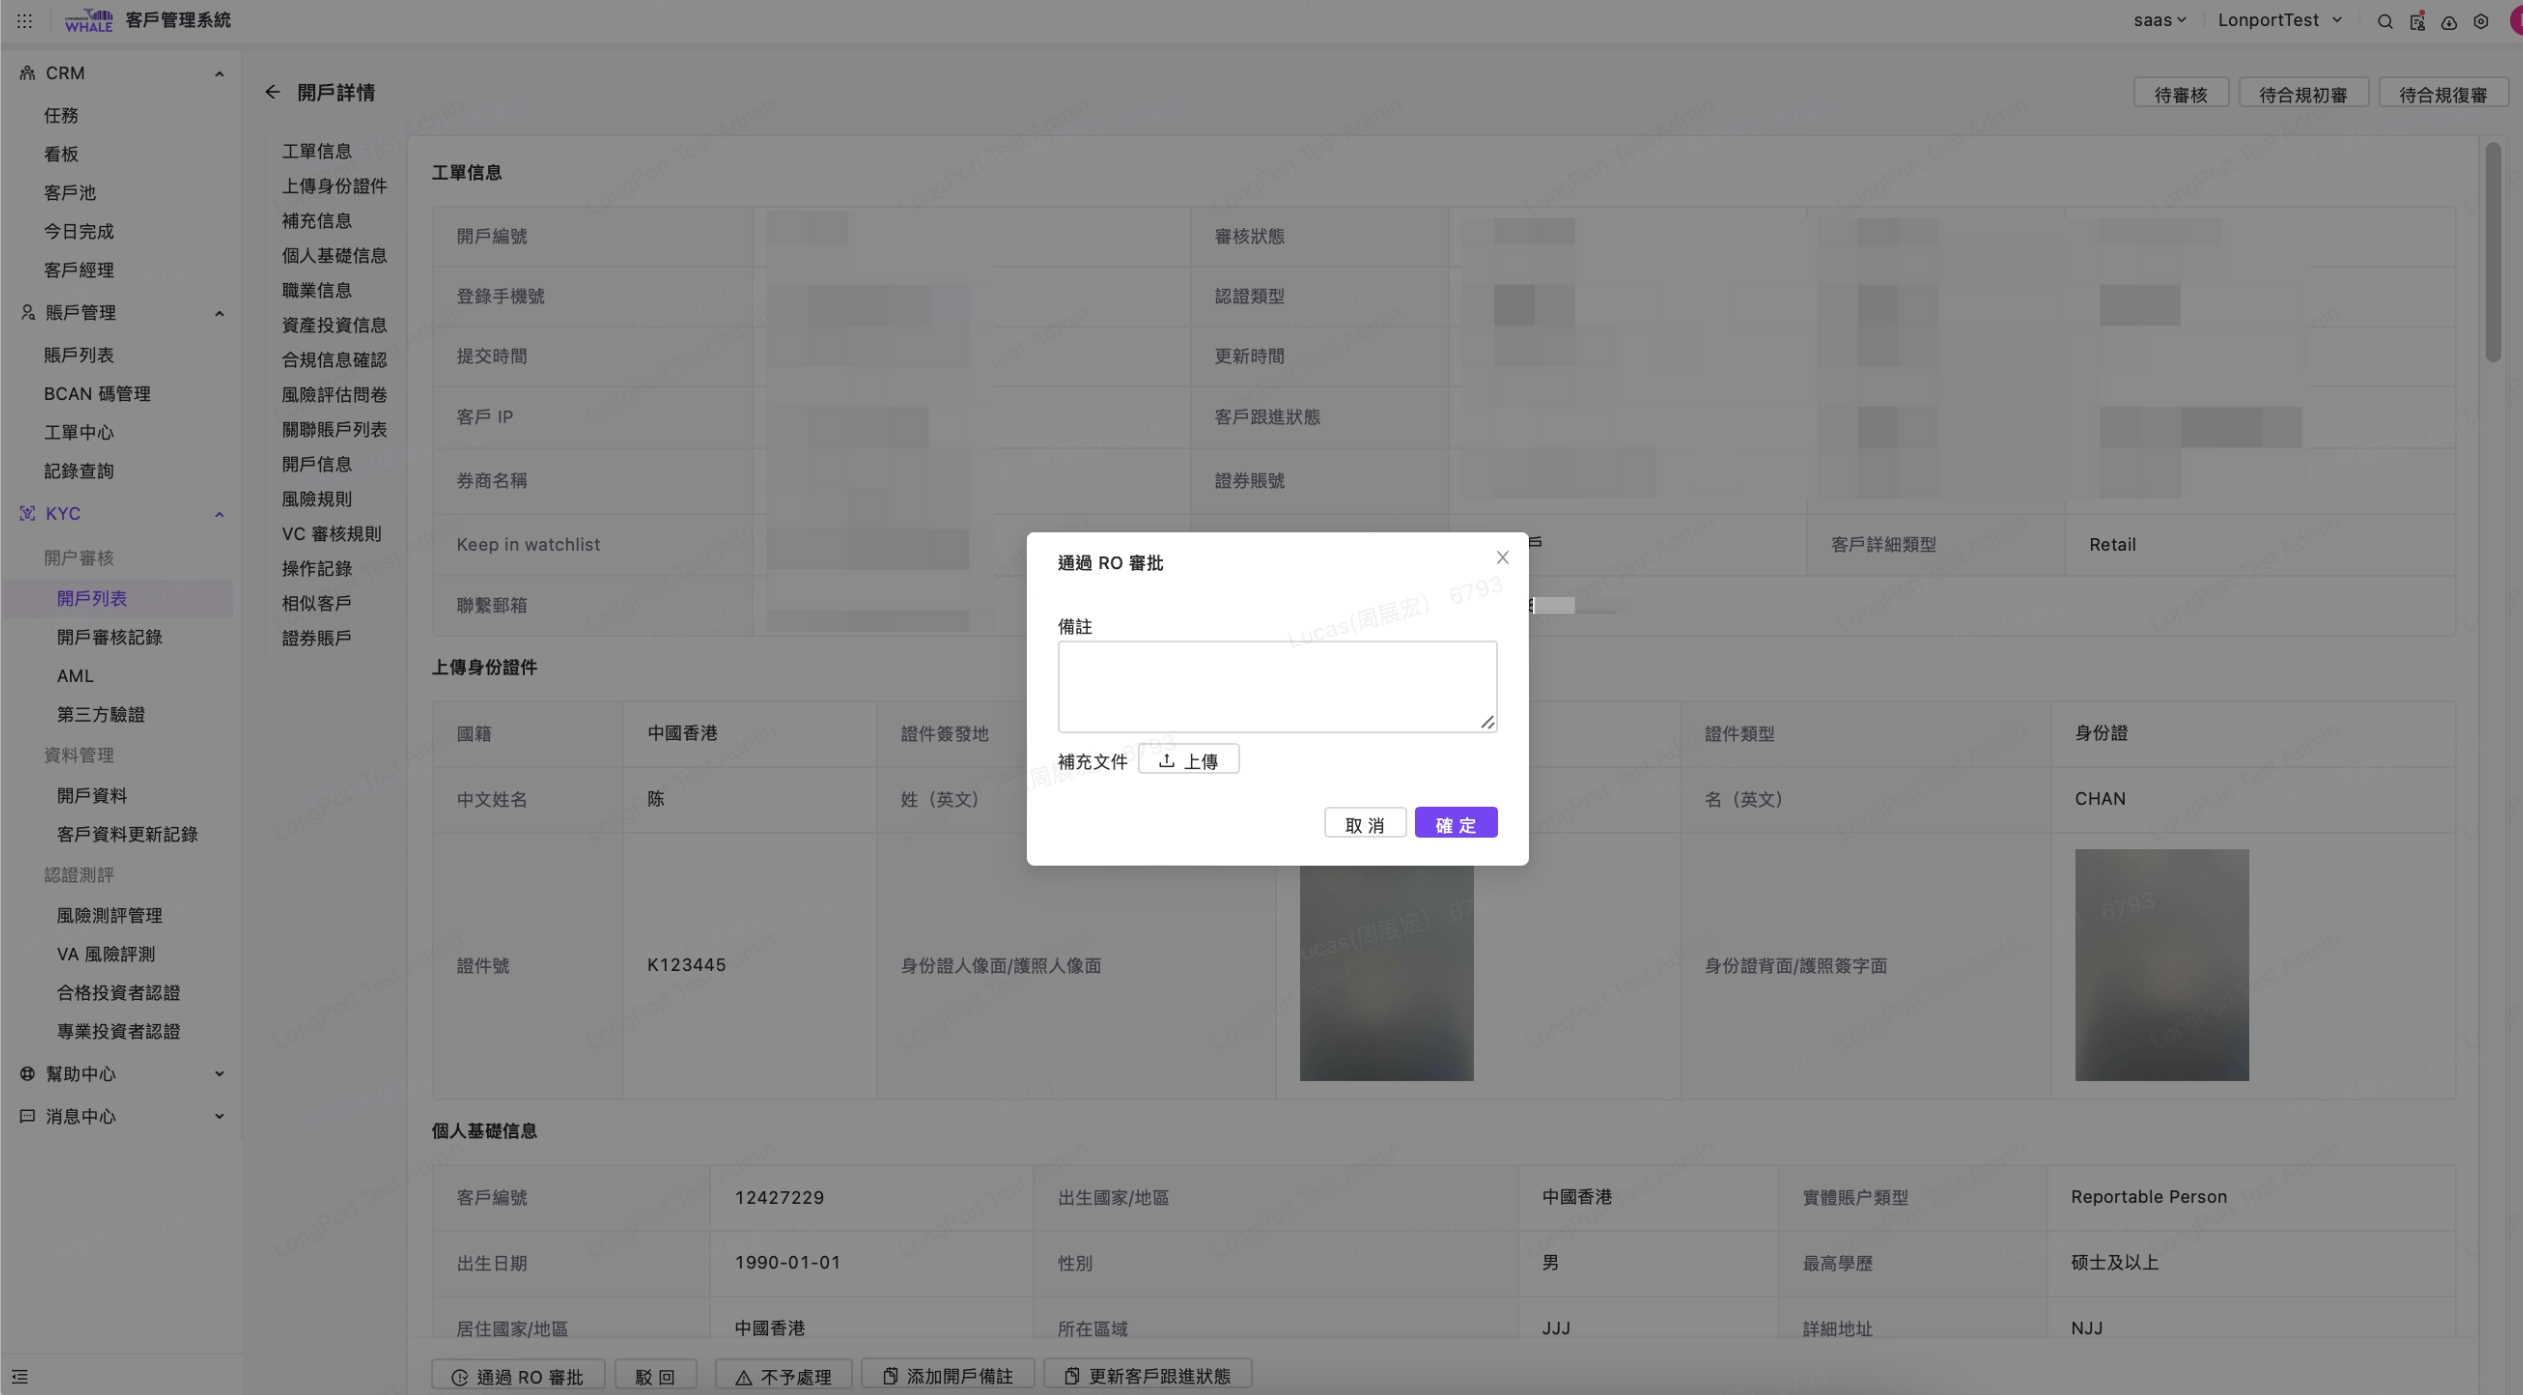 WHALE 客戶管理系統
saas LonportTest
CRM
任務
看板
客戶池
今日完成
客戶經理
賬戶管理
賬戶列表
BCAN 碼管理
工單中心
記錄查詢
KYC
開户審核
開戶列表
開戶審核記錄
AML
第三方驗證
資料管理
開戶資料
客戶資料更新記錄
認證測評
風險測評管理
VA 風險評測
合格投資者認證
專業投資者認證
幫助中心
消息中心
開戶詳情
待審核 待合規初審 待合規復審
工單信息
上傳身份證件
補充信息
個人基礎信息
職業信息
資產投資信息
合規信息確認
風險評估問卷
關聯賬戶列表
開戶信息
風險規則
VC 審核規則
操作記錄
相似客戶
證券賬戶
工單信息
開戶編號 審核狀態
登錄手機號 認證類型
提交時間 更新時間
客戶 IP 客戶跟進狀態
券商名稱 證券賬號
Keep in watchlist 戶 客戶詳細類型 Retail
聯繫郵箱
通過 RO 審批
備註
補充文件 上傳
取 消 確 定
上傳身份證件
國籍 中國香港 證件簽發地 證件類型 身份證
中文姓名 陈 姓（英文） 名（英文） CHAN
證件號 K123445 身份證人像面/護照人像面 身份證背面/護照簽字面
個人基礎信息
客戶編號 12427229 出生國家/地區 中國香港 實體賬户類型 Reportable Person
出生日期 1990-01-01 性別 男 最高學歷 硕士及以上
居住國家/地區 中國香港 所在區域 JJJ 詳細地址 NJJ
通過 RO 審批 駁 回 不予處理 添加開戶備註 更新客戶跟進狀態
LongPort Test Admin
Lucas(周展宏) 6793